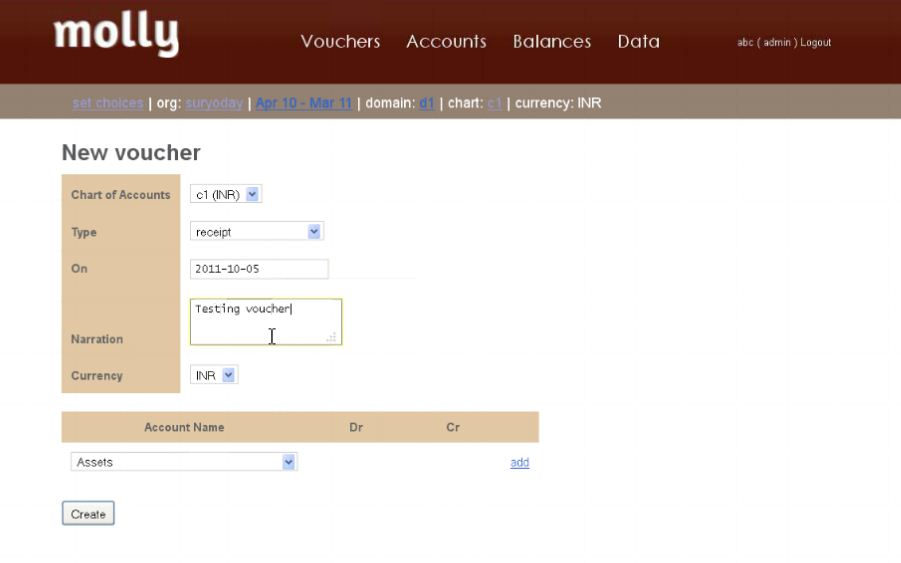 molly
Vouchers Accounts Balances Data
abc ( admin ) Logout
set choices | org: suryoday | Apr 10 - Mar 11 | domain: d1 | chart: c1 | currency: INR
New voucher
Chart of Accounts c1 (INR)
Type receipt
On 2011-10-05
Testing voucher
Narration
Currency INR
Account Name Dr Cr
Assets add
Create